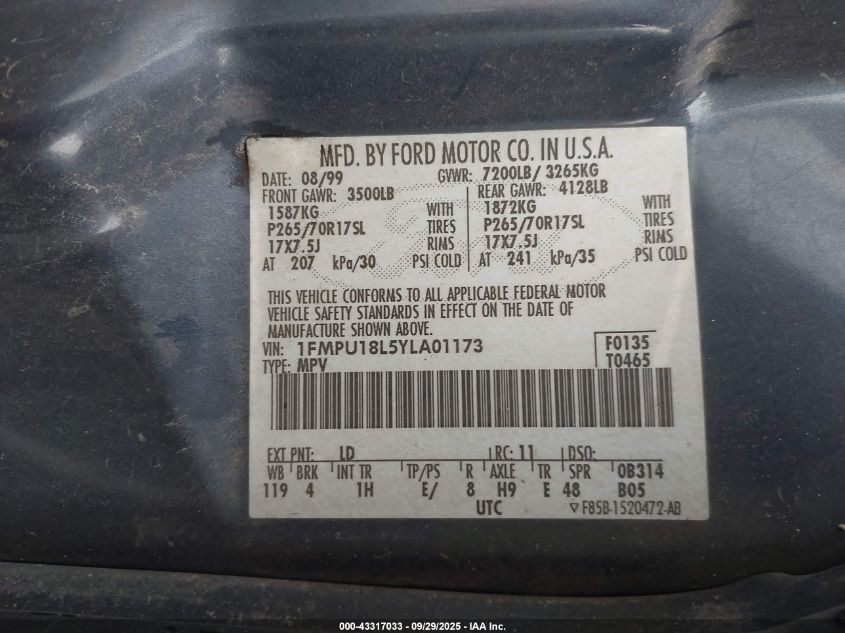 MFD. BY FORD MOTOR CO. IN U.S.A.
DATE: 08/99 GVWR: 7200LB/ 3265KG
FRONT GAWR: 3500LB REAR GAWR: 4128LB
1587KG WITH 1872KG WITH
P265/70R17SL TIRES P265/70R17SL TIRES
17X7.5J RIMS 17X7.5J RIMS
AT 207 kPa/30 PSI COLD AT 241 kPa/35 PSI COLD
THIS VEHICLE CONFORMS TO ALL APPLICABLE FEDERAL MOTOR
VEHICLE SAFETY STANDARDS IN EFFECT ON THE DATE OF
MANUFACTURE SHOWN ABOVE.
VIN: 1FMPU18L5YLA01173 F0135
TYPE: MPV T0465
EXT PNT: LD RC: 11 DSO:
WB BRK INT TR TP/PS R AXLE TR SPR 0B314
119 4 1H E/ 8 H9 E 48 B05
UTC ▽ F85B-1520472-AB
000-43317033 - 09/29/2025 - IAA Inc.